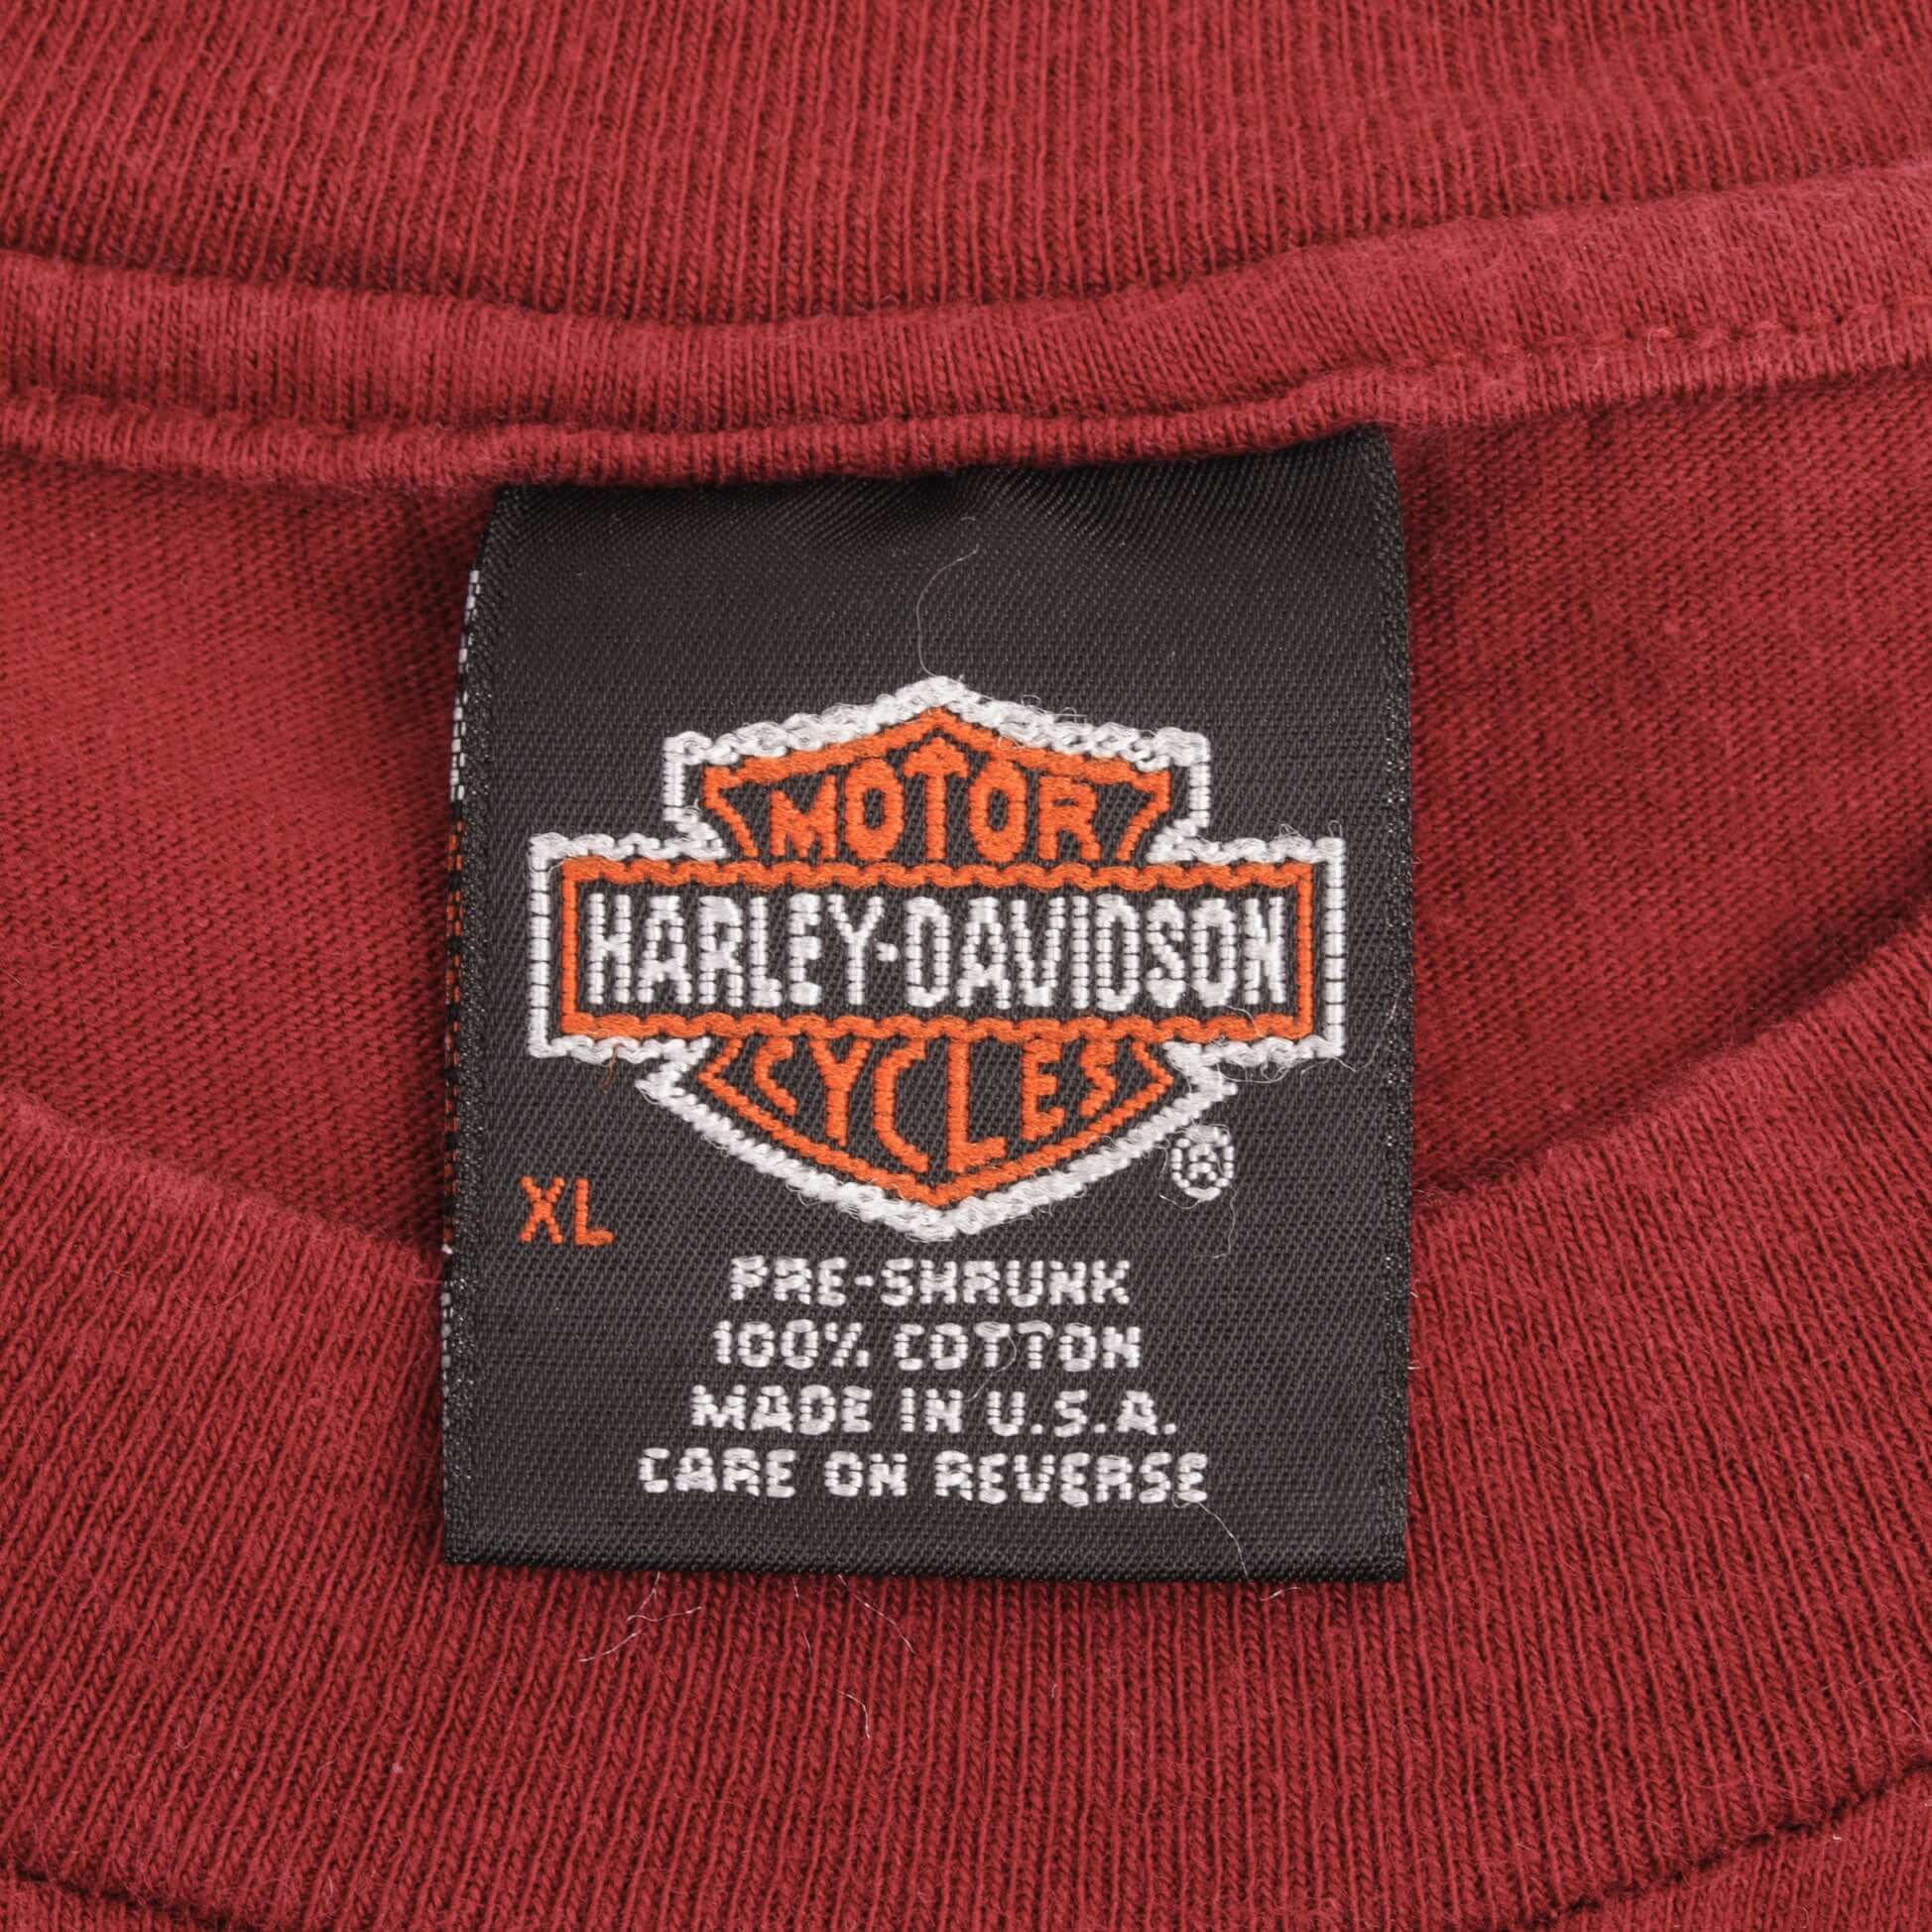 MOTOR
HARLEY-DAVIDSON
CYCLES
®
XL
PRE-SHRUNK
100% COTTON
MADE IN U.S.A.
CARE ON REVERSE